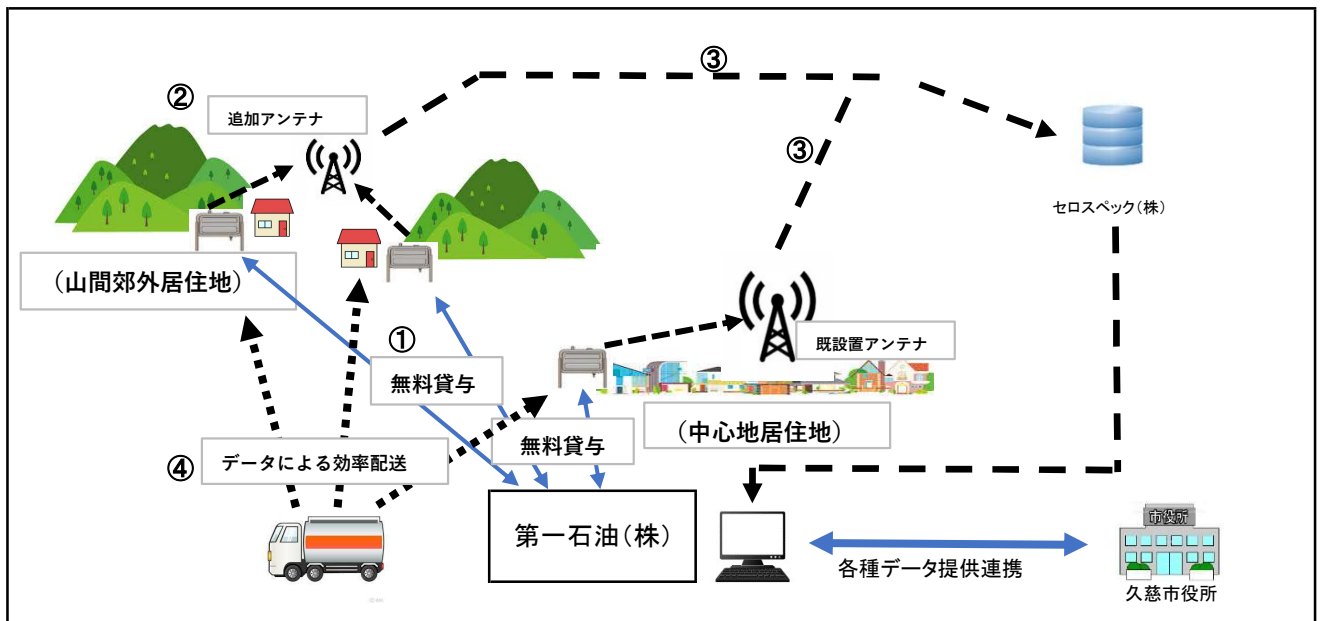 ③
②
追加アンテナ
③
セロスペック(株)
(山間郊外居住地)
①
無料貸与
既設置アンテナ
(中心地居住地)
無料貸与
④
データによる効率配送
第一石油(株)
市役所
各種データ提供連携
久慈市役所